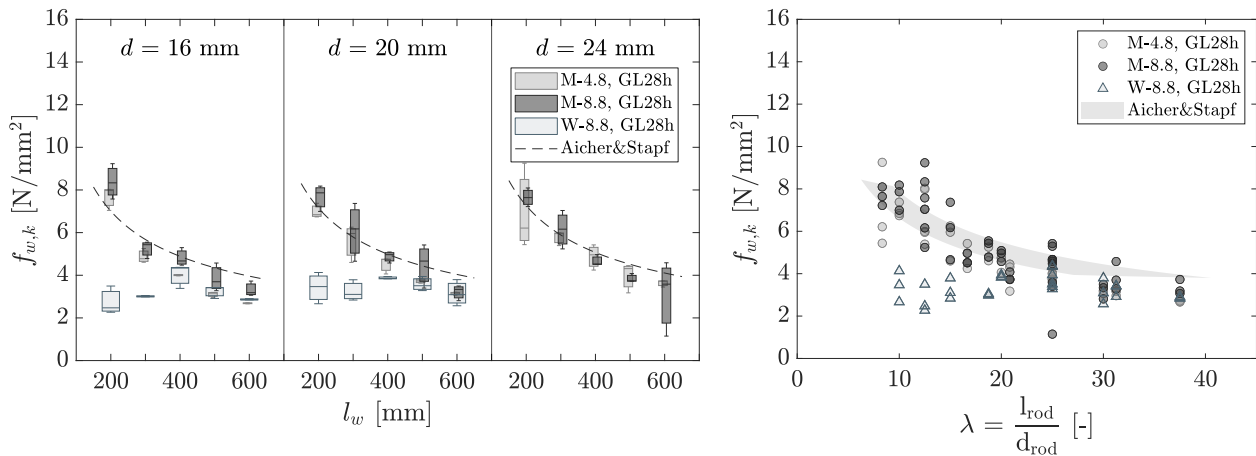 16
14
12
10
8
6
4
2
0
f_{w,k} [N/mm²]
d = 16 mm
d = 20 mm
d = 24 mm
M-4.8, GL28h
M-8.8, GL28h
W-8.8, GL28h
Aicher&Stapf
200 400 600 200 400 600 200 400 600
l_w [mm]
16
14
12
10
8
6
4
2
0
f_{w,k} [N/mm²]
M-4.8, GL28h
M-8.8, GL28h
W-8.8, GL28h
Aicher&Stapf
0 10 20 30 40
λ = l_rod / d_rod [-]